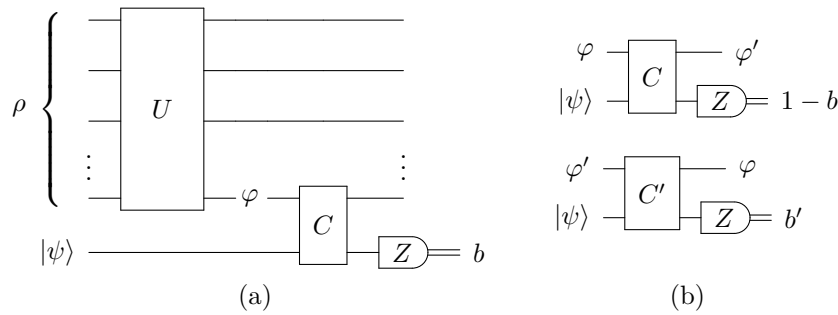 ρ U φ C
|ψ⟩ Z b
(a)
φ C φ′
|ψ⟩ Z 1 − b
φ′ C′ φ
|ψ⟩ Z b′
(b)